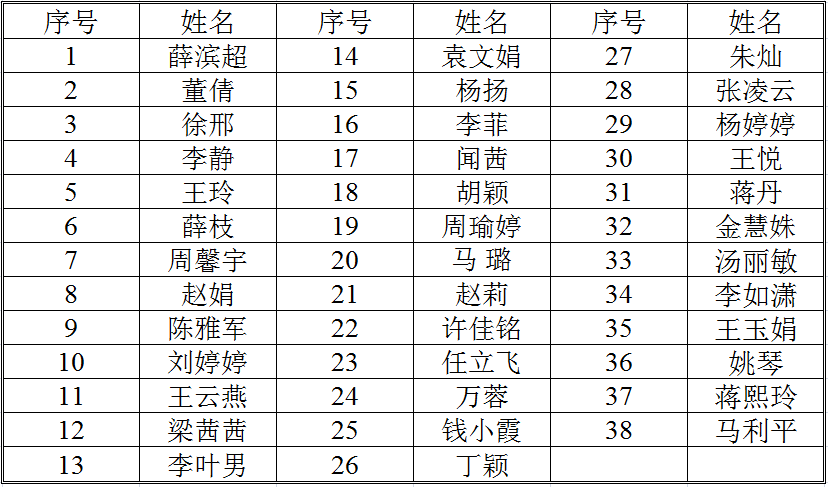 序号 姓名 序号 姓名 序号 姓名
1 薛滨超 14 袁文娟 27 朱灿
2 董倩 15 杨扬 28 张凌云
3 徐邢 16 李菲 29 杨婷婷
4 李静 17 闻茜 30 王悦
5 王玲 18 胡颖 31 蒋丹
6 薛枝 19 周瑜婷 32 金慧姝
7 周馨宇 20 马 璐 33 汤丽敏
8 赵娟 21 赵莉 34 李如潇
9 陈雅军 22 许佳铭 35 王玉娟
10 刘婷婷 23 任立飞 36 姚琴
11 王云燕 24 万蓉 37 蒋熙玲
12 梁茜茜 25 钱小霞 38 马利平
13 李叶男 26 丁颖